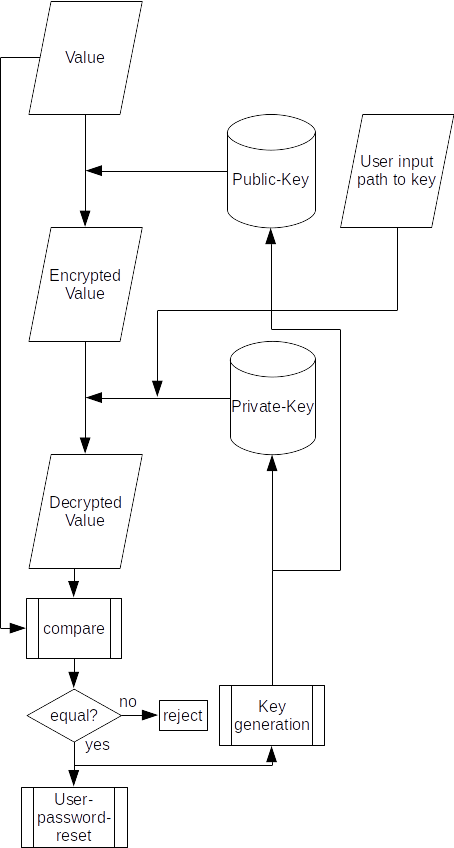 Value
Public-Key
User input
path to key
Encrypted
Value
Private-Key
Decrypted
Value
compare
equal?
no
reject
yes
Key
generation
User-
password-
reset